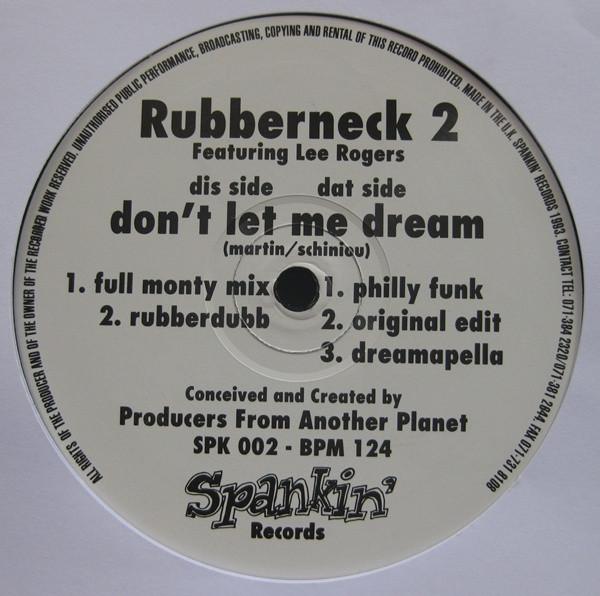 ALL RIGHTS OF THE PRODUCER AND OF THE OWNER OF THE RECORDED WORK RESERVED. UNAUTHORISED PUBLIC PERFORMANCE, BROADCASTING, COPYING AND RENTAL OF THIS RECORD PROHIBITED. MADE IN THE U.K. SPANKIN' RECORDS 1993. CONTACT TEL: 071-384 2320/071-381 2844, FAX 071-731 8108
Rubberneck 2
Featuring Lee Rogers
dis side dat side
don't let me dream
(martin/schiniou)
1. full monty mix 1. philly funk
2. rubberdubb 2. original edit
3. dreamapella
Conceived and Created by
Producers From Another Planet
SPK 002 - BPM 124
Spankin'
Records